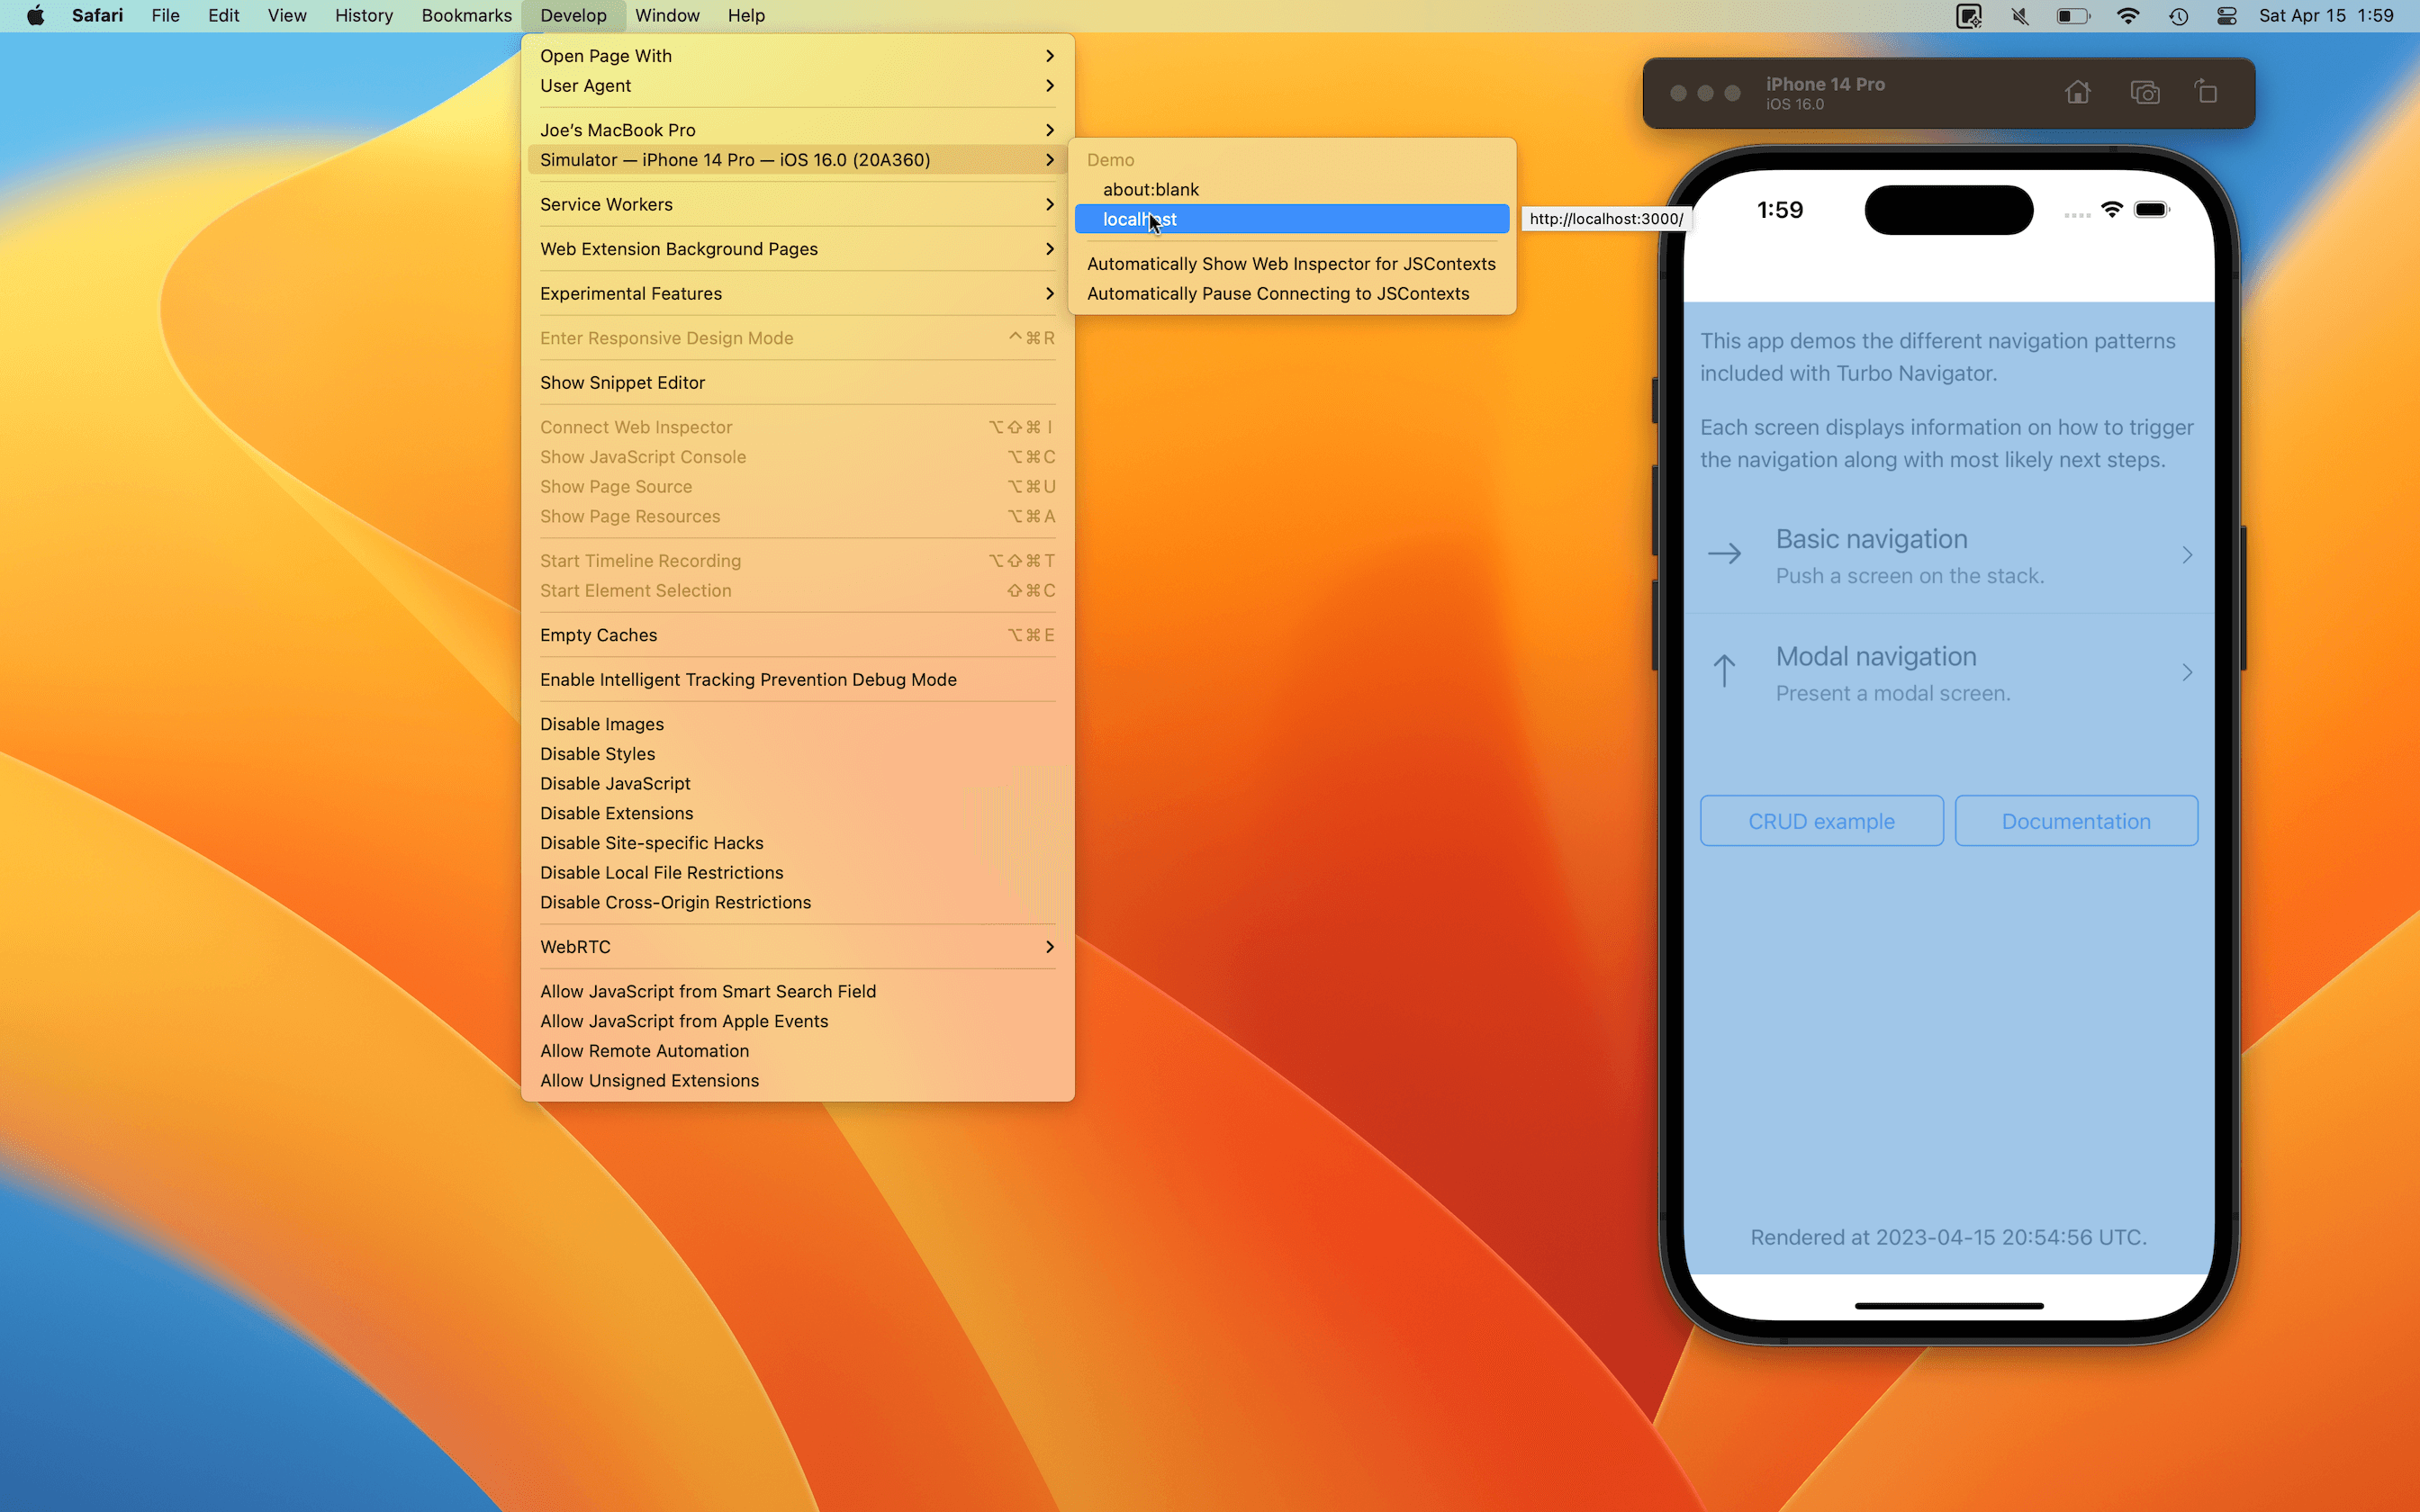 Safari File Edit View History Bookmarks Develop Window Help Sat Apr 15 1:59
Open Page With
User Agent
Joe’s MacBook Pro
Simulator — iPhone 14 Pro — iOS 16.0 (20A360)
Service Workers
Web Extension Background Pages
Experimental Features
Enter Responsive Design Mode ^⌘R
Show Snippet Editor
Connect Web Inspector ⌥⇧⌘I
Show JavaScript Console ⌥⌘C
Show Page Source ⌥⌘U
Show Page Resources ⌥⌘A
Start Timeline Recording ⌥⇧⌘T
Start Element Selection ⇧⌘C
Empty Caches ⌥⌘E
Enable Intelligent Tracking Prevention Debug Mode
Disable Images
Disable Styles
Disable JavaScript
Disable Extensions
Disable Site-specific Hacks
Disable Local File Restrictions
Disable Cross-Origin Restrictions
WebRTC
Allow JavaScript from Smart Search Field
Allow JavaScript from Apple Events
Allow Remote Automation
Allow Unsigned Extensions
Demo
about:blank
localhost
http://localhost:3000/
Automatically Show Web Inspector for JSContexts
Automatically Pause Connecting to JSContexts
iPhone 14 Pro
iOS 16.0
1:59
This app demos the different navigation patterns
included with Turbo Navigator.
Each screen displays information on how to trigger
the navigation along with most likely next steps.
Basic navigation
Push a screen on the stack.
Modal navigation
Present a modal screen.
CRUD example
Documentation
Rendered at 2023-04-15 20:54:56 UTC.